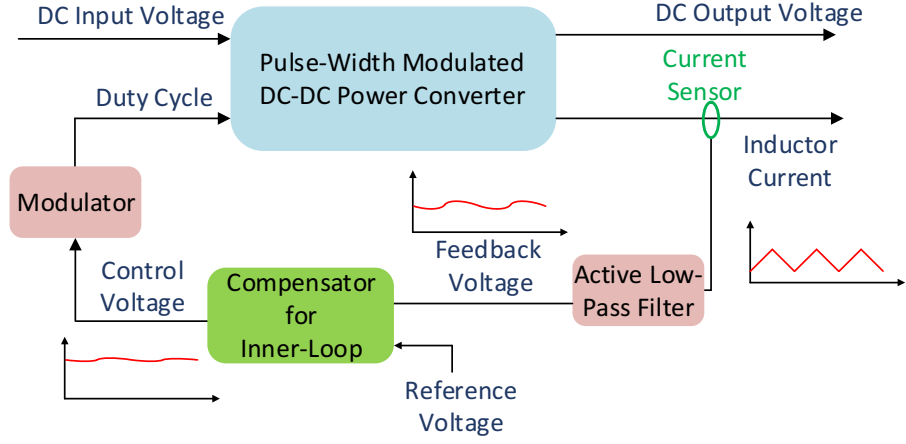 DC Input Voltage
DC Output Voltage
Pulse-Width Modulated
DC-DC Power Converter
Current
Sensor
Duty Cycle
Inductor
Current
Modulator
Feedback
Voltage
Control
Voltage
Compensator
for
Inner-Loop
Active Low-
Pass Filter
Reference
Voltage